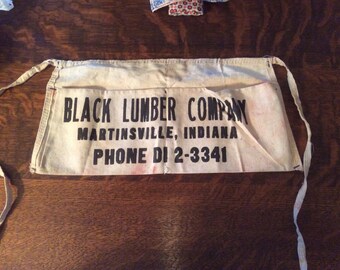 BLACK LUMBER COMPANY
MARTINSVILLE, INDIANA
PHONE DI 2-3341